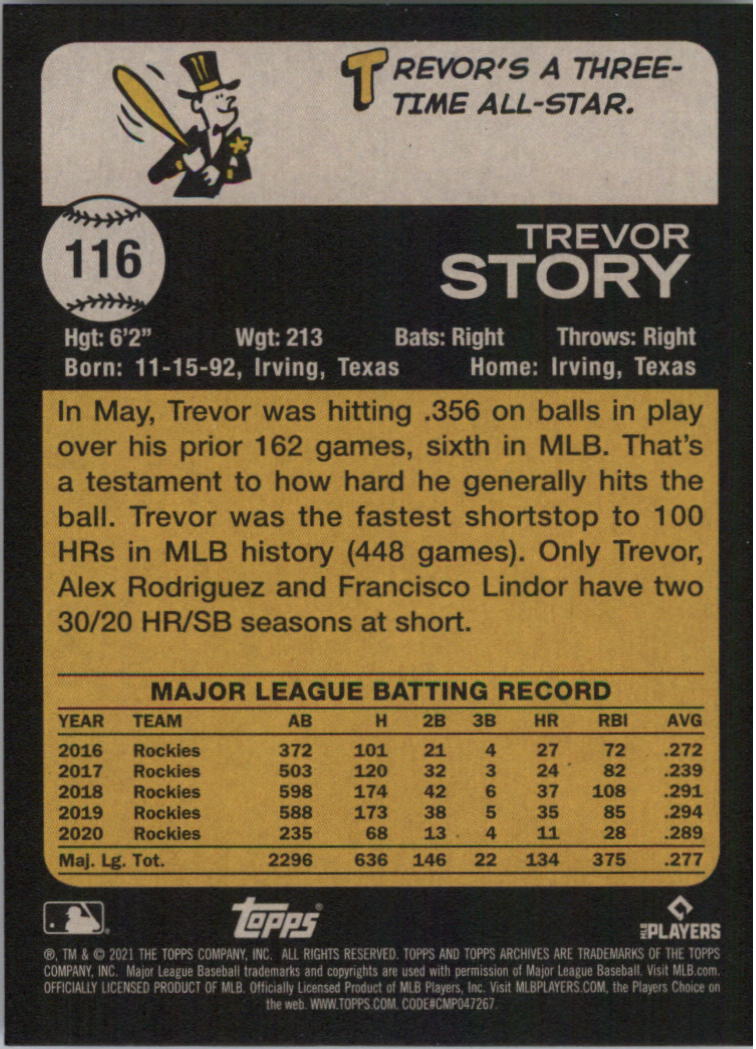 TREVOR'S A THREE-
TIME ALL-STAR.
116
TREVOR
STORY
Hgt: 6'2" Wgt: 213 Bats: Right Throws: Right
Born: 11-15-92, Irving, Texas Home: Irving, Texas
In May, Trevor was hitting .356 on balls in play
over his prior 162 games, sixth in MLB. That's
a testament to how hard he generally hits the
ball. Trevor was the fastest shortstop to 100
HRs in MLB history (448 games). Only Trevor,
Alex Rodriguez and Francisco Lindor have two
30/20 HR/SB seasons at short.
MAJOR LEAGUE BATTING RECORD
YEAR TEAM AB H 2B 3B HR RBI AVG
2016 Rockies 372 101 21 4 27 72 .272
2017 Rockies 503 120 32 3 24 82 .239
2018 Rockies 598 174 42 6 37 108 .291
2019 Rockies 588 173 38 5 35 85 .294
2020 Rockies 235 68 13 4 11 28 .289
Maj. Lg. Tot. 2296 636 146 22 134 375 .277
Topps®
MLB PLAYERS
®, TM & © 2021 THE TOPPS COMPANY, INC. ALL RIGHTS RESERVED. TOPPS AND TOPPS ARCHIVES ARE TRADEMARKS OF THE TOPPS
COMPANY, INC. Major League Baseball trademarks and copyrights are used with permission of Major League Baseball. Visit MLB.com.
OFFICIALLY LICENSED PRODUCT OF MLB. Officially Licensed Product of MLB Players, Inc. Visit MLBPLAYERS.COM, the Players Choice on
the web. WWW.TOPPS.COM. CODE#CMP047267.